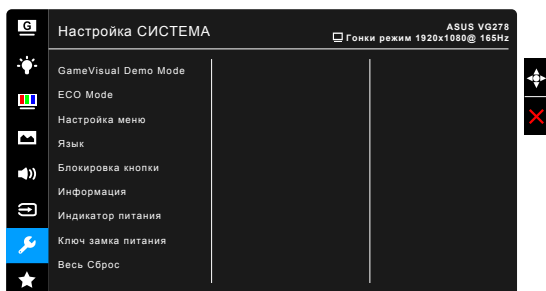 G
Настройка СИСТЕМА
ASUS VG278
Гонки режим 1920x1080@ 165Hz
GameVisual Demo Mode
ECO Mode
Настройка меню
Язык
Блокировка кнопки
Информация
Индикатор питания
Ключ замка питания
Весь Сброс